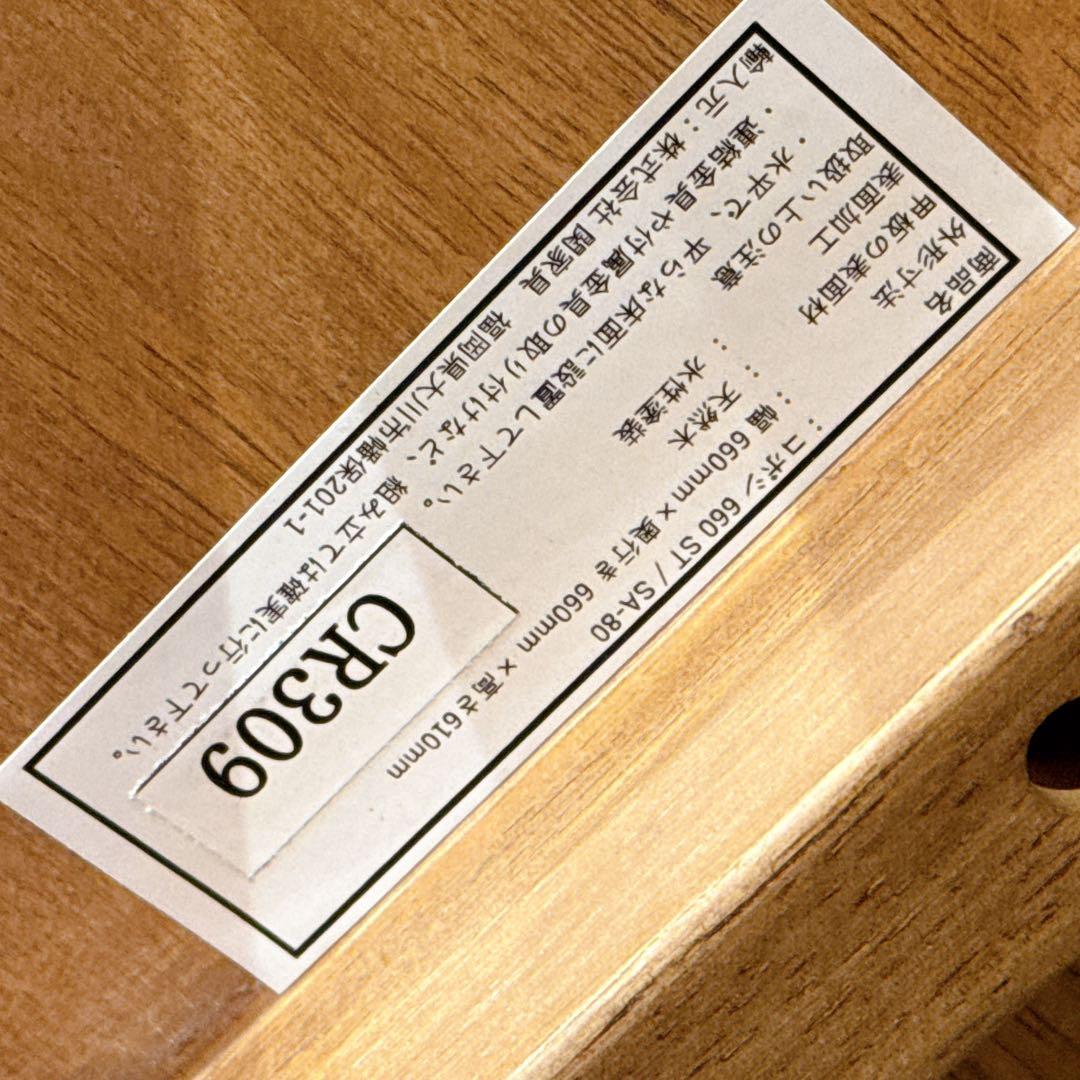 商品名 : コポン 660 ST / SA-80
外形寸法 : 幅 660mm × 奥行き 660mm × 高さ610mm
甲板の表面材 : 天然木
表面加工 : 水性塗装
取扱い上の注意
・水平で、平らな床面に設置して下さい。
・連結金具や付属金具の取り付けなど、組み立ては確実に行って下さい。
輸入元 : 株式会社 関家具 福岡県大川市幡保201-1
CR309